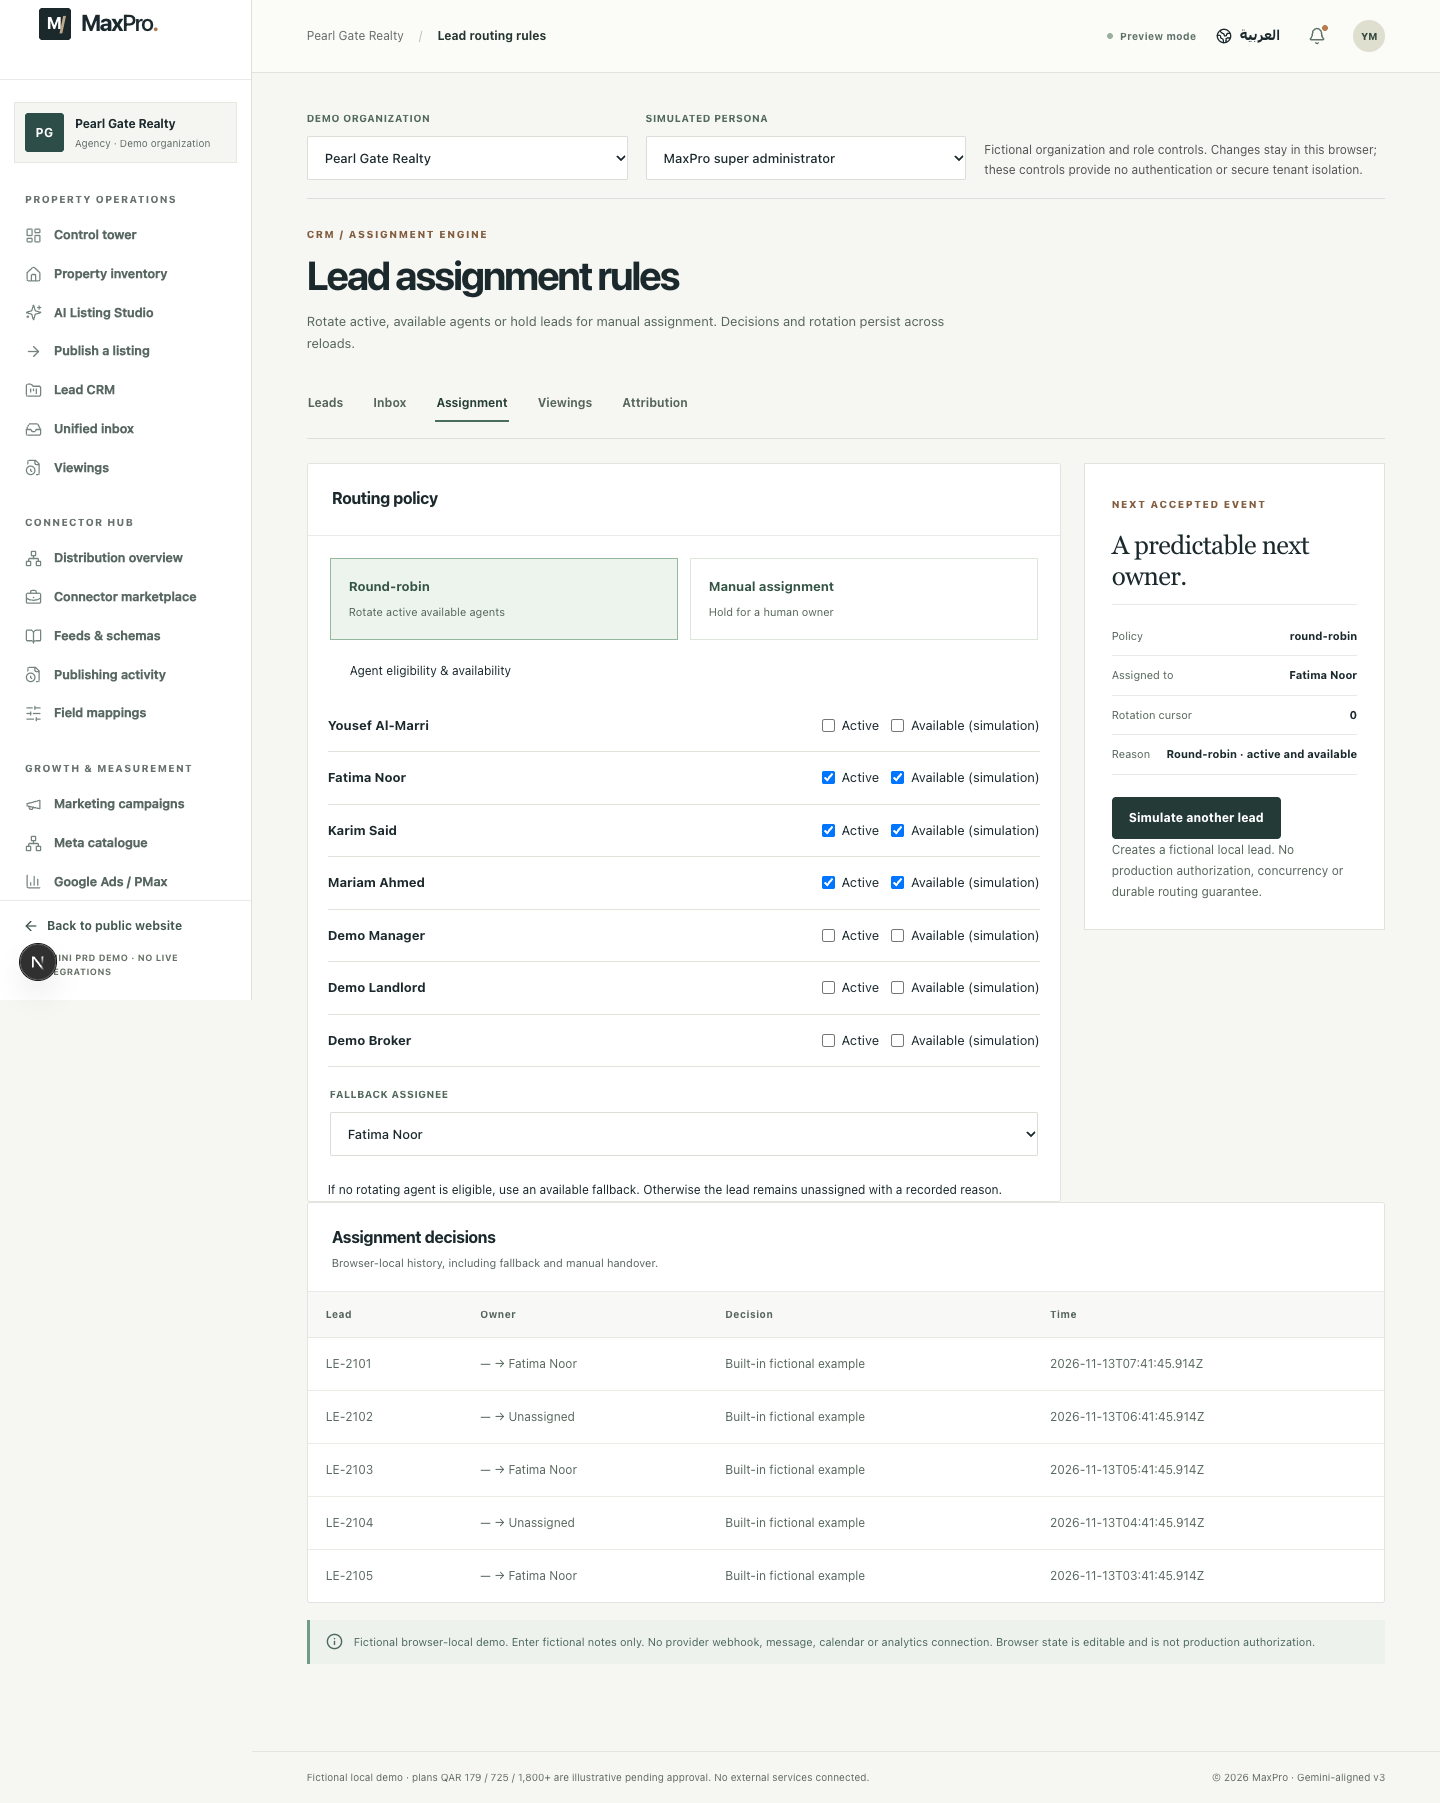 MaxPro.
PG
Pearl Gate Realty
Agency · Demo organization
PROPERTY OPERATIONS
Control tower
Property inventory
AI Listing Studio
Publish a listing
Lead CRM
Unified inbox
Viewings
CONNECTOR HUB
Distribution overview
Connector marketplace
Feeds & schemas
Publishing activity
Field mappings
GROWTH & MEASUREMENT
Marketing campaigns
Meta catalogue
Google Ads / PMax
Back to public website
INI PRD DEMO · NO LIVE
EGRATIONS
N
Pearl Gate Realty / Lead routing rules
Preview mode
العربية
YM
DEMO ORGANIZATION
Pearl Gate Realty
SIMULATED PERSONA
MaxPro super administrator
Fictional organization and role controls. Changes stay in this browser;
these controls provide no authentication or secure tenant isolation.
CRM / ASSIGNMENT ENGINE
Lead assignment rules
Rotate active, available agents or hold leads for manual assignment. Decisions and rotation persist across
reloads.
Leads Inbox Assignment Viewings Attribution
Routing policy
Round-robin
Rotate active available agents
Manual assignment
Hold for a human owner
Agent eligibility & availability
Yousef Al-Marri Active Available (simulation)
Fatima Noor Active Available (simulation)
Karim Said Active Available (simulation)
Mariam Ahmed Active Available (simulation)
Demo Manager Active Available (simulation)
Demo Landlord Active Available (simulation)
Demo Broker Active Available (simulation)
FALLBACK ASSIGNEE
Fatima Noor
If no rotating agent is eligible, use an available fallback. Otherwise the lead remains unassigned with a recorded reason.
NEXT ACCEPTED EVENT
A predictable next
owner.
Policy round-robin
Assigned to Fatima Noor
Rotation cursor 0
Reason Round-robin · active and available
Simulate another lead
Creates a fictional local lead. No
production authorization, concurrency or
durable routing guarantee.
Assignment decisions
Browser-local history, including fallback and manual handover.
Lead Owner Decision Time
LE-2101 — → Fatima Noor Built-in fictional example 2026-11-13T07:41:45.914Z
LE-2102 — → Unassigned Built-in fictional example 2026-11-13T06:41:45.914Z
LE-2103 — → Fatima Noor Built-in fictional example 2026-11-13T05:41:45.914Z
LE-2104 — → Unassigned Built-in fictional example 2026-11-13T04:41:45.914Z
LE-2105 — → Fatima Noor Built-in fictional example 2026-11-13T03:41:45.914Z
Fictional browser-local demo. Enter fictional notes only. No provider webhook, message, calendar or analytics connection. Browser state is editable and is not production authorization.
Fictional local demo · plans QAR 179 / 725 / 1,800+ are illustrative pending approval. No external services connected.
© 2026 MaxPro · Gemini-aligned v3